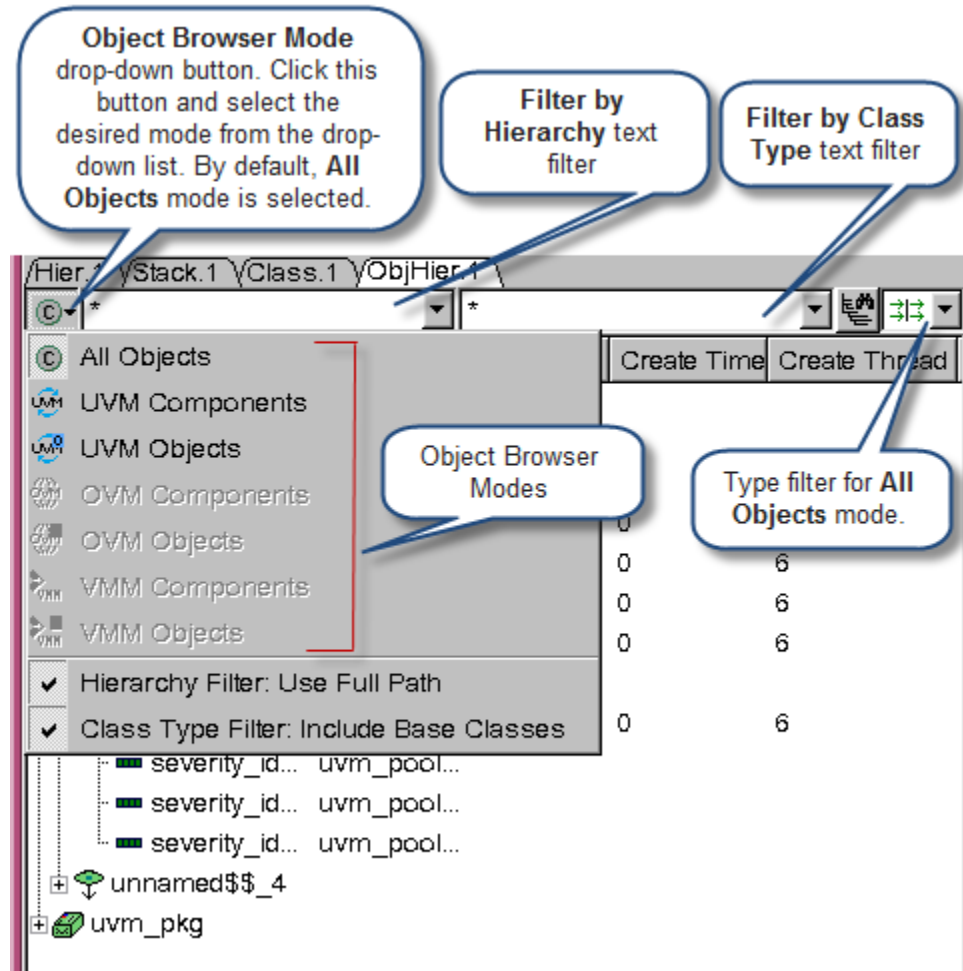 Object Browser Mode
drop-down button. Click this
button and select the
desired mode from the drop-
down list. By default, All
Objects mode is selected.
Filter by
Hierarchy text
filter
Filter by Class
Type text filter
Hier.1 Stack.1 Class.1 ObjHier.1
* *
All Objects
Create Time Create Thread
UVM Components
UVM Objects
OVM Components
OVM Objects
VMM Components
VMM Objects
Object Browser
Modes
Type filter for All
Objects mode.
0
0 6
0 6
0 6
Hierarchy Filter: Use Full Path
Class Type Filter: Include Base Classes
0 6
severity_id... uvm_pool...
severity_id... uvm_pool...
severity_id... uvm_pool...
unnamed$$_4
uvm_pkg